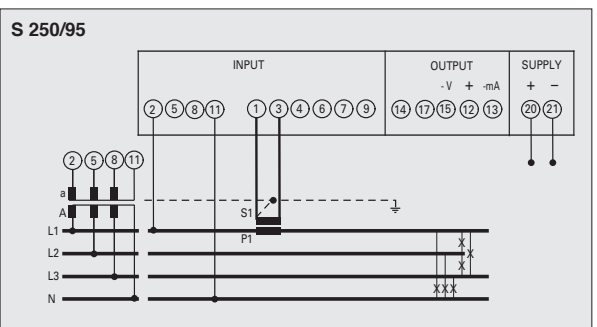 S 250/95
INPUT OUTPUT SUPPLY
- V + -mA + −
2 5 8 11 1 3 4 6 7 9 14 17 15 12 13 20 21
2 5 8 11
a
A S1
L1 P1
L2
L3
N